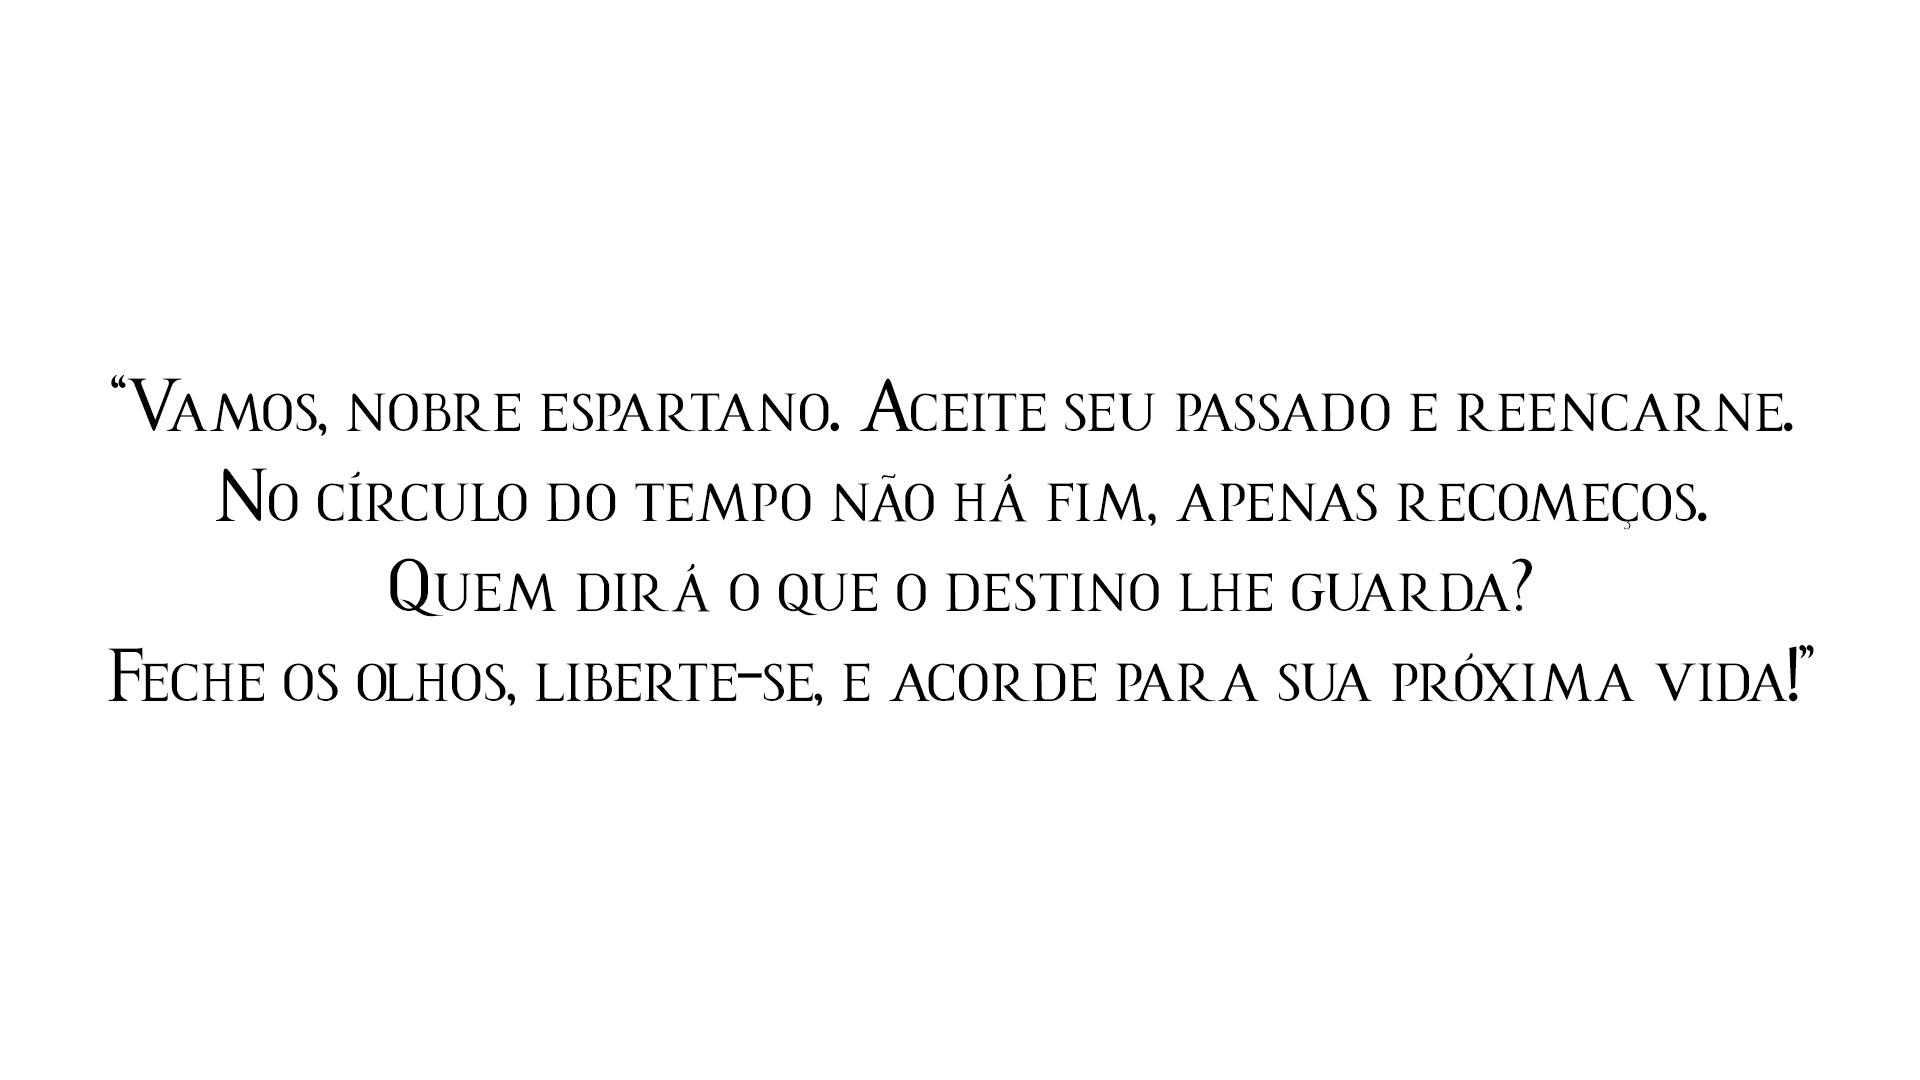 “Vamos, nobre espartano. Aceite seu passado e reencarne.
No círculo do tempo não há fim, apenas recomeços.
Quem dirá o que o destino lhe guarda?
Feche os olhos, liberte-se, e acorde para sua próxima vida!”